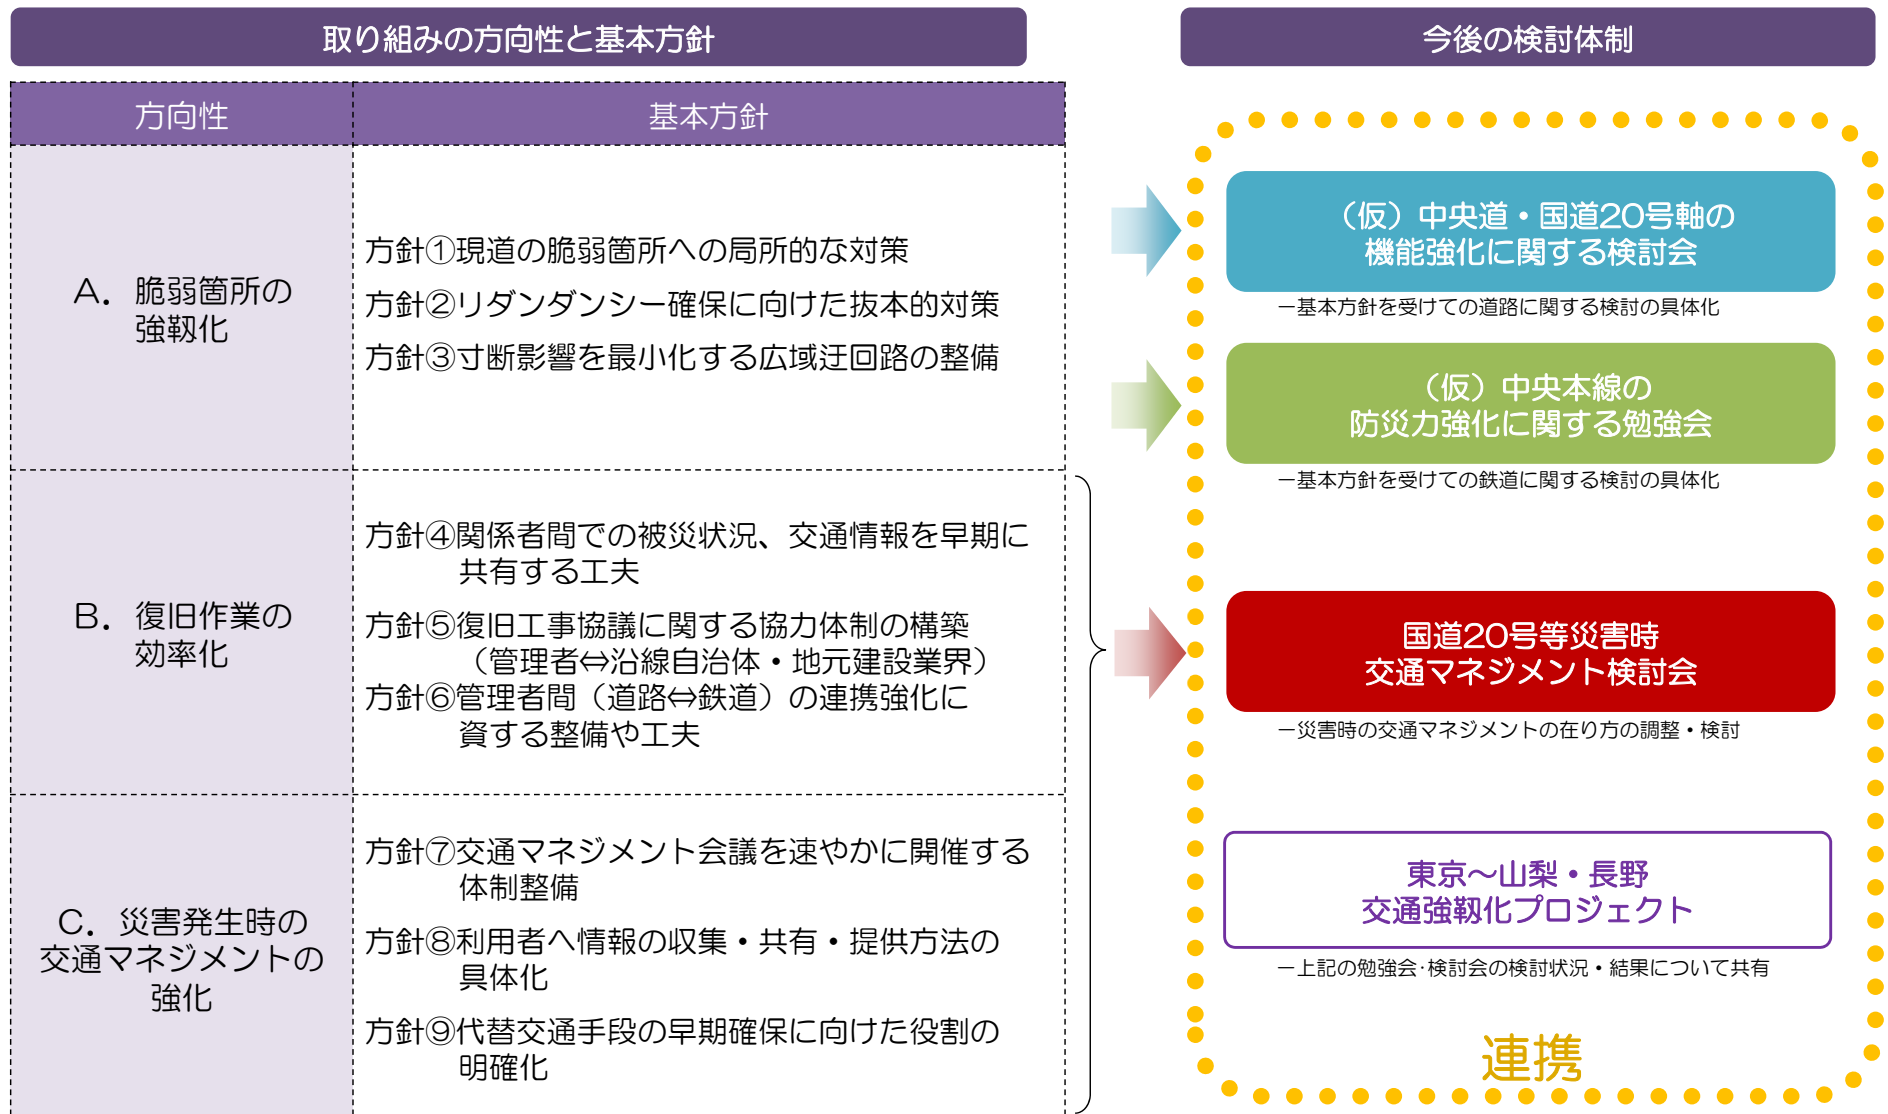 取り組みの方向性と基本方針
今後の検討体制
方向性
基本方針
A．脆弱箇所の
強靱化
方針①現道の脆弱箇所への局所的な対策
方針②リダンダンシー確保に向けた抜本的対策
方針③寸断影響を最小化する広域迂回路の整備
B．復旧作業の
効率化
方針④関係者間での被災状況、交通情報を早期に
共有する工夫
方針⑤復旧工事協議に関する協力体制の構築
（管理者⇔沿線自治体・地元建設業界）
方針⑥管理者間（道路⇔鉄道）の連携強化に
資する整備や工夫
C．災害発生時の
交通マネジメントの
強化
方針⑦交通マネジメント会議を速やかに開催する
体制整備
方針⑧利用者へ情報の収集・共有・提供方法の
具体化
方針⑨代替交通手段の早期確保に向けた役割の
明確化
（仮）中央道・国道20号軸の
機能強化に関する検討会
－基本方針を受けての道路に関する検討の具体化
（仮）中央本線の
防災力強化に関する勉強会
－基本方針を受けての鉄道に関する検討の具体化
国道20号等災害時
交通マネジメント検討会
－災害時の交通マネジメントの在り方の調整・検討
東京～山梨・長野
交通強靱化プロジェクト
－上記の勉強会･検討会の検討状況・結果について共有
連携